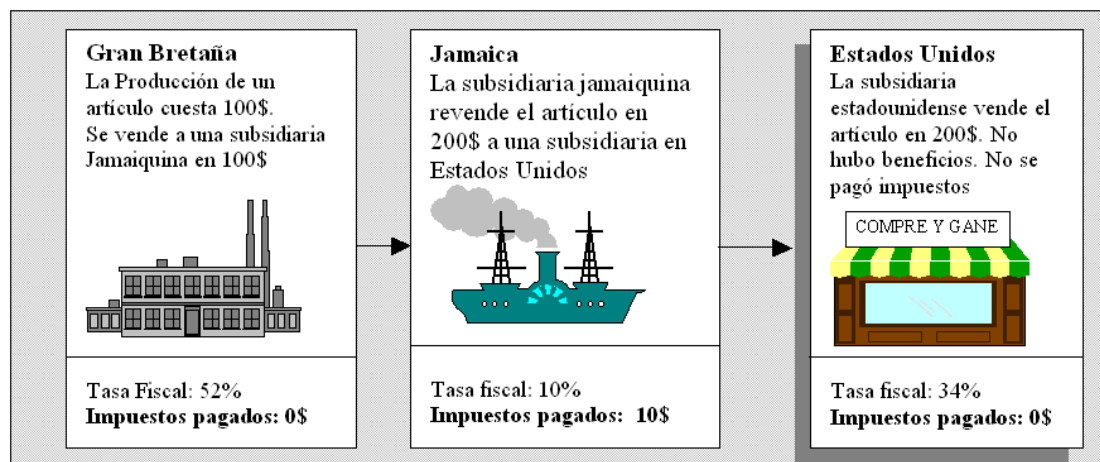 Gran Bretaña
La Producción de un
artículo cuesta 100$.
Se vende a una subsidiaria
Jamaiquina en 100$
Tasa Fiscal: 52%
Impuestos pagados: 0$
Jamaica
La subsidiaria jamaiquina
revende el artículo en
200$ a una subsidiaria en
Estados Unidos
Tasa fiscal: 10%
Impuestos pagados: 10$
Estados Unidos
La subsidiaria
estadounidense vende el
artículo en 200$. No
hubo beneficios. No se
pagó impuestos
COMPRE Y GANE
Tasa fiscal: 34%
Impuestos pagados: 0$